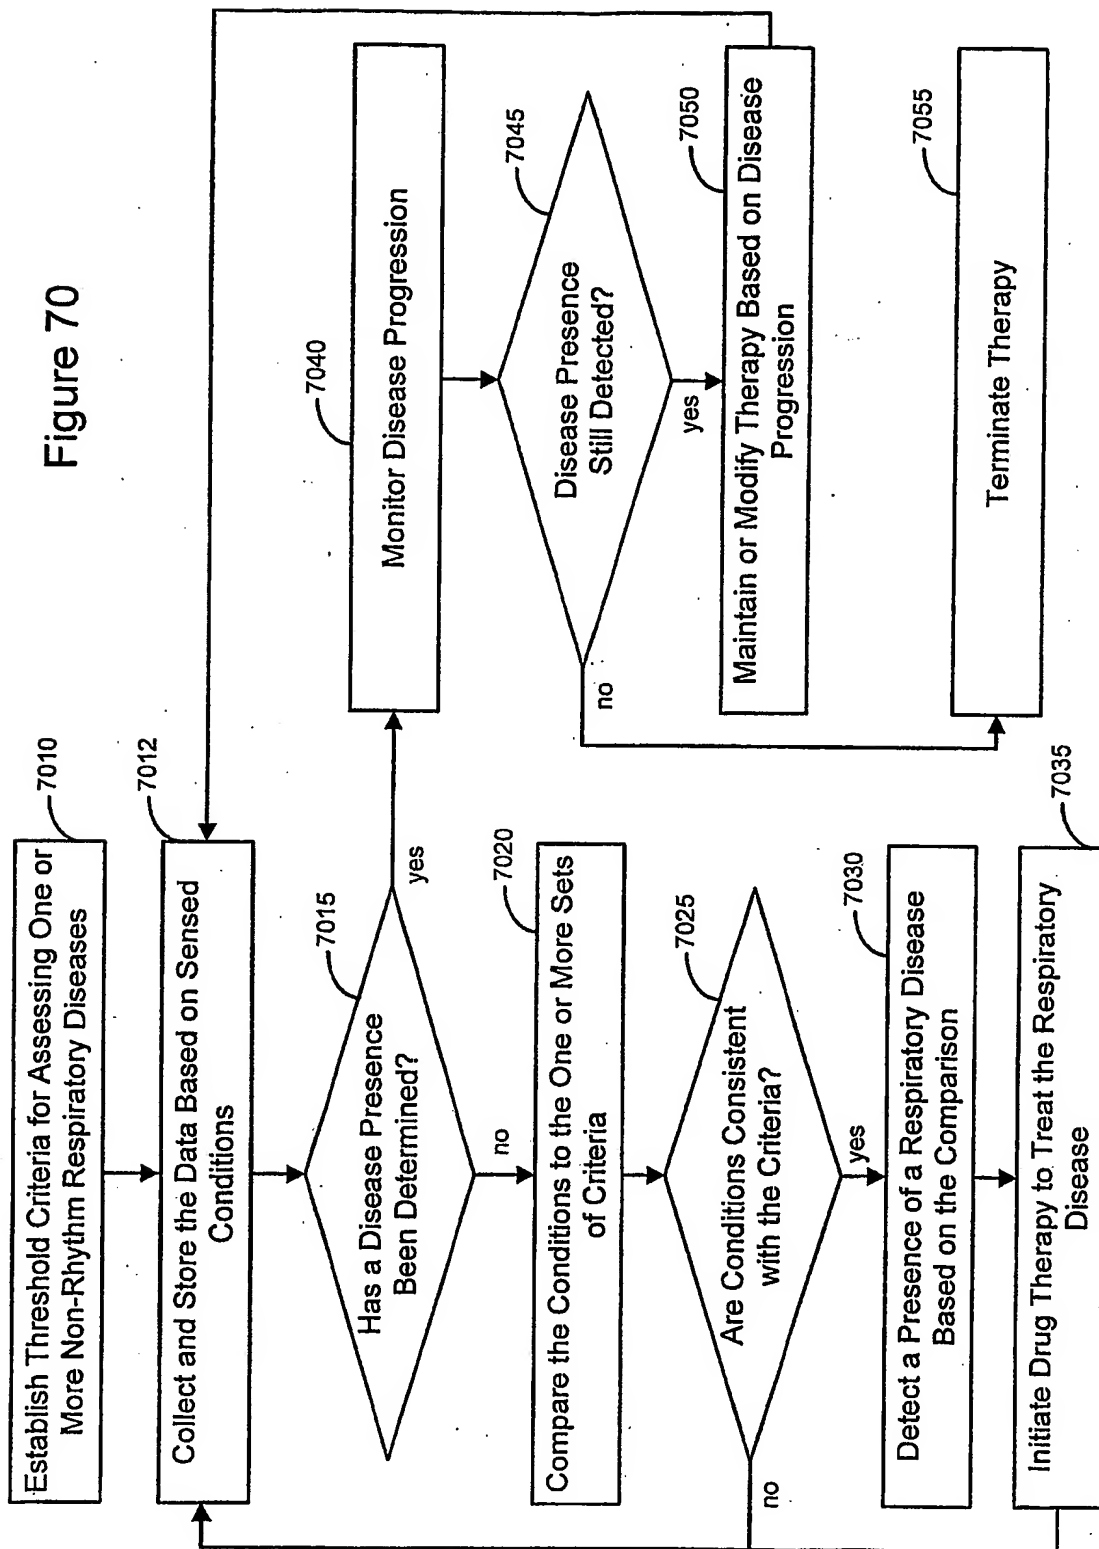 Figure 70
Establish Threshold Criteria for Assessing One or
More Non-Rhythm Respiratory Diseases
7010
Collect and Store the Data Based on Sensed
Conditions
7012
Has a Disease Presence
Been Determined?
7015
yes
no
Compare the Conditions to the One or More Sets
of Criteria
7020
Are Conditions Consistent
with the Criteria?
7025
no
yes
Detect a Presence of a Respiratory Disease
Based on the Comparison
7030
Initiate Drug Therapy to Treat the Respiratory
Disease
7035
Monitor Disease Progression
7040
Disease Presence
Still Detected?
7045
no
yes
Maintain or Modify Therapy Based on Disease
Progression
7050
Terminate Therapy
7055